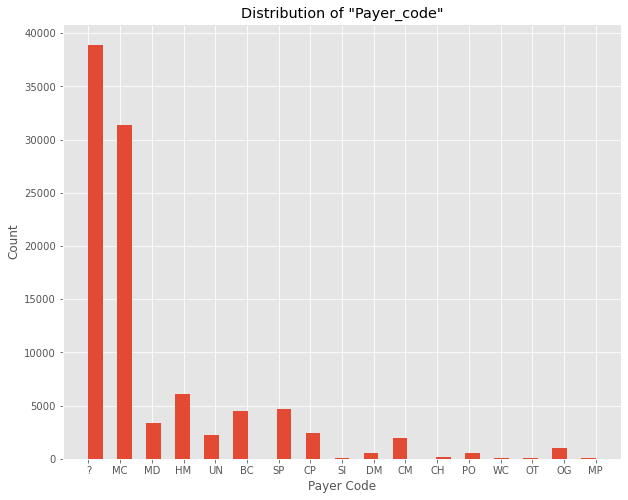 Distribution of "Payer_code"
40000
35000
30000
25000
20000
15000
10000
5000
0
Count
? MC MD HM UN BC SP CP SI DM CM CH PO WC OT OG MP
Payer Code